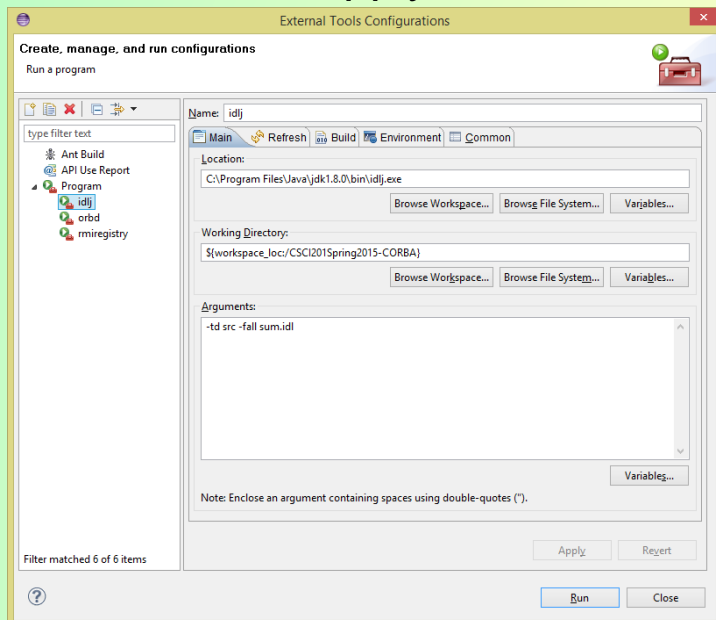 External Tools Configurations
Create, manage, and run configurations
Run a program
type filter text
Ant Build
API Use Report
Program
idlj
orbd
rmiregistry
Filter matched 6 of 6 items
Name: idlj
Main Refresh Build Environment Common
Location:
C:\Program Files\Java\jdk1.8.0\bin\idlj.exe
Browse Workspace... Browse File System... Variables...
Working Directory:
${workspace_loc:/CSCI201Spring2015-CORBA}
Browse Workspace... Browse File System... Variables...
Arguments:
-td src -fall sum.idl
Variables...
Note: Enclose an argument containing spaces using double-quotes (").
Apply Revert
Run Close